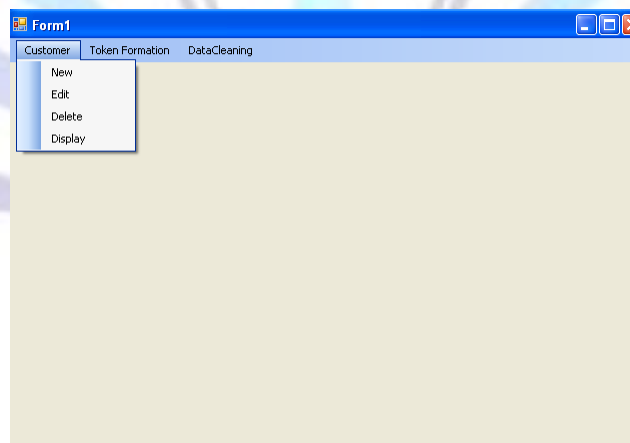 Form1
Customer Token Formation DataCleaning
New
Edit
Delete
Display